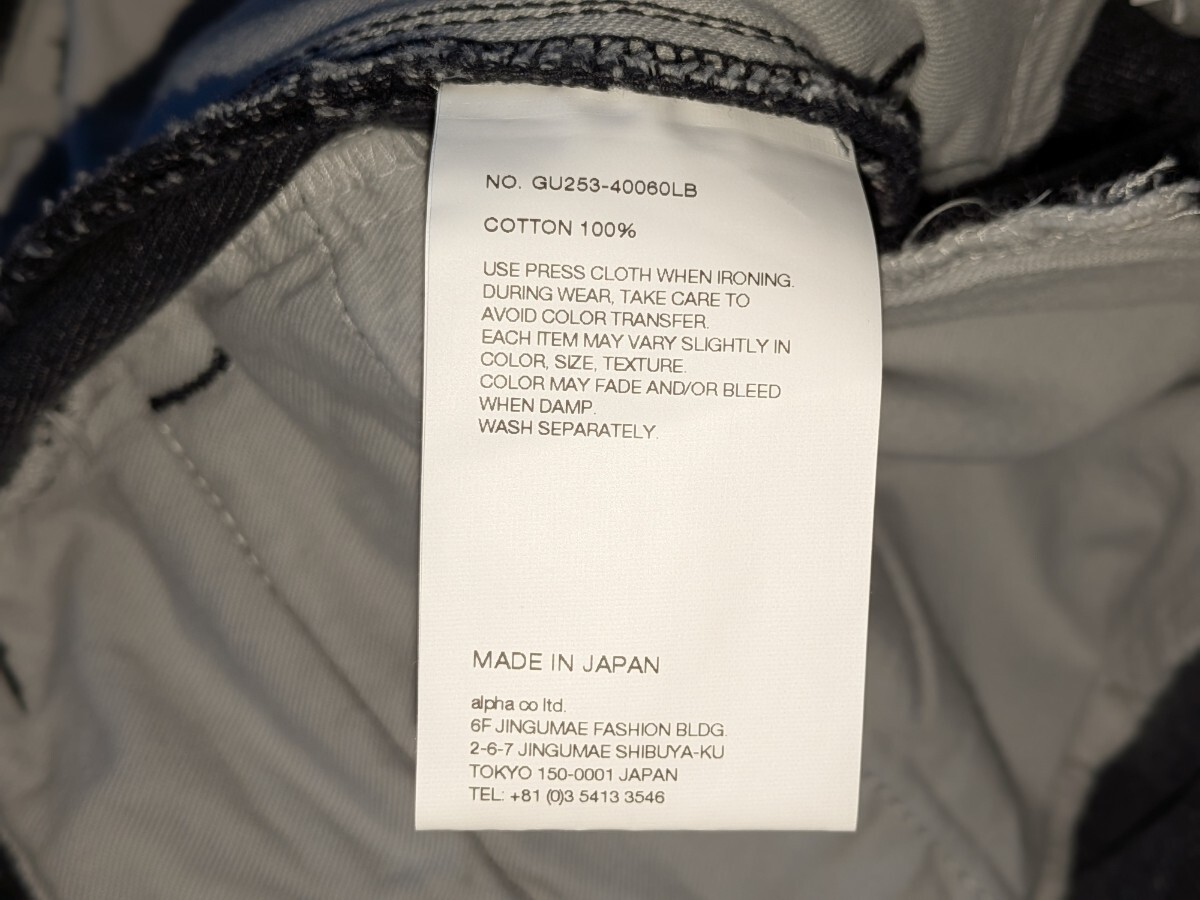 NO. GU253-40060LB
COTTON 100%
USE PRESS CLOTH WHEN IRONING.
DURING WEAR, TAKE CARE TO
AVOID COLOR TRANSFER.
EACH ITEM MAY VARY SLIGHTLY IN
COLOR, SIZE, TEXTURE.
COLOR MAY FADE AND/OR BLEED
WHEN DAMP.
WASH SEPARATELY.
MADE IN JAPAN
alpha co ltd.
6F JINGUMAE FASHION BLDG.
2-6-7 JINGUMAE SHIBUYA-KU
TOKYO 150-0001 JAPAN
TEL: +81 (0)3 5413 3546